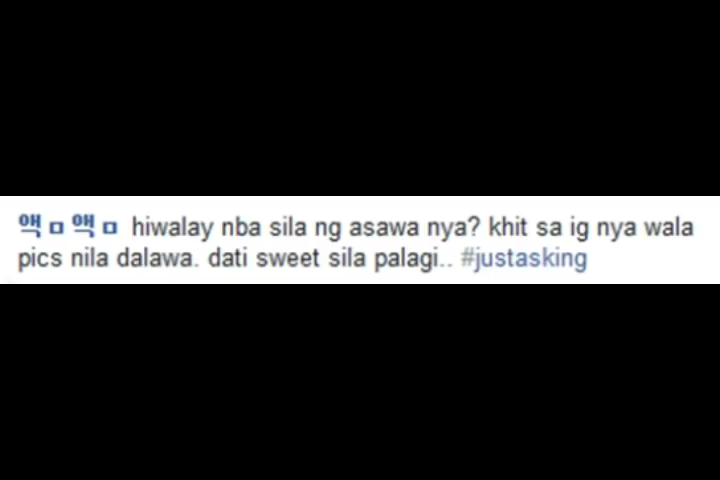 액ㅁ액ㅁ hiwalay nba sila ng asawa nya? khit sa ig nya wala
pics nila dalawa. dati sweet sila palagi.. #justasking